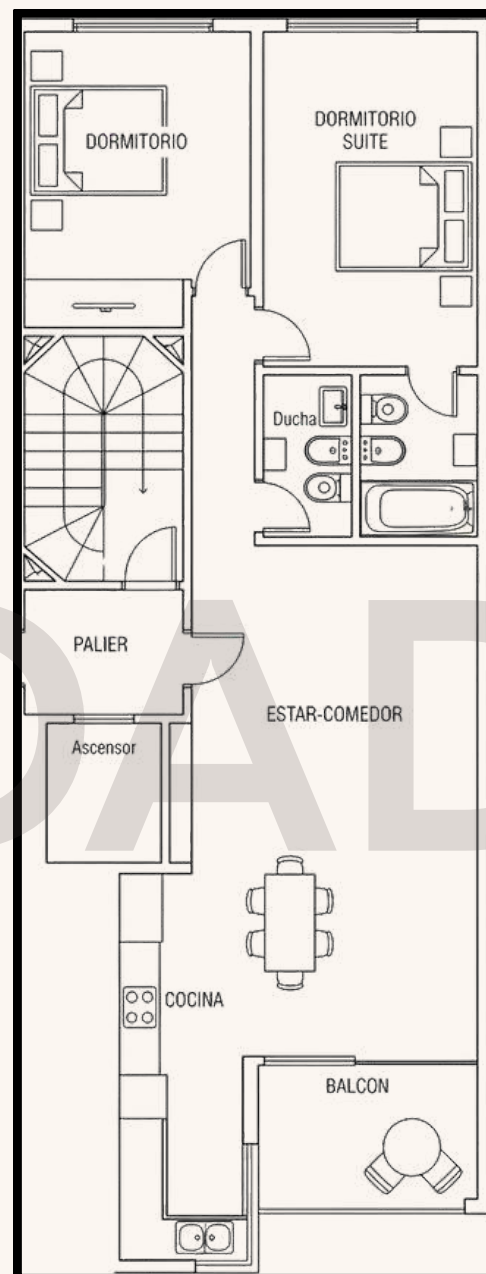 DORMITORIO
DORMITORIO
SUITE
Ducha
PALIER
ESTAR-COMEDOR
Ascensor
COCINA
BALCON